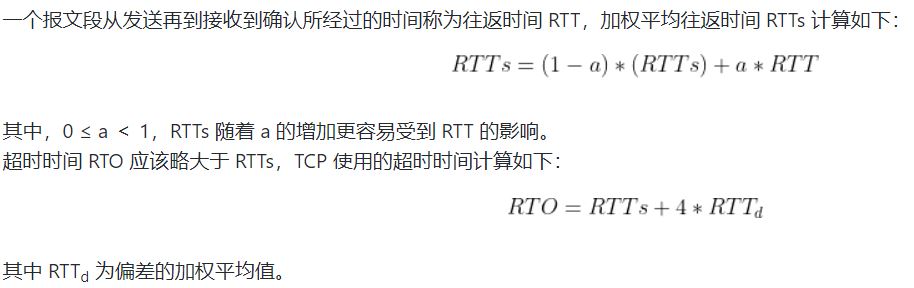 一个报文段从发送再到接收到确认所经过的时间称为往返时间 RTT，加权平均往返时间 RTTs 计算如下：
RTTs = (1 − a) ∗ (RTTs) + a ∗ RTT
其中，0 ≤ a ＜ 1，RTTs 随着 a 的增加更容易受到 RTT 的影响。
超时时间 RTO 应该略大于 RTTs，TCP 使用的超时时间计算如下：
RTO = RTTs + 4 ∗ RTT_d
其中 RTT_d 为偏差的加权平均值。